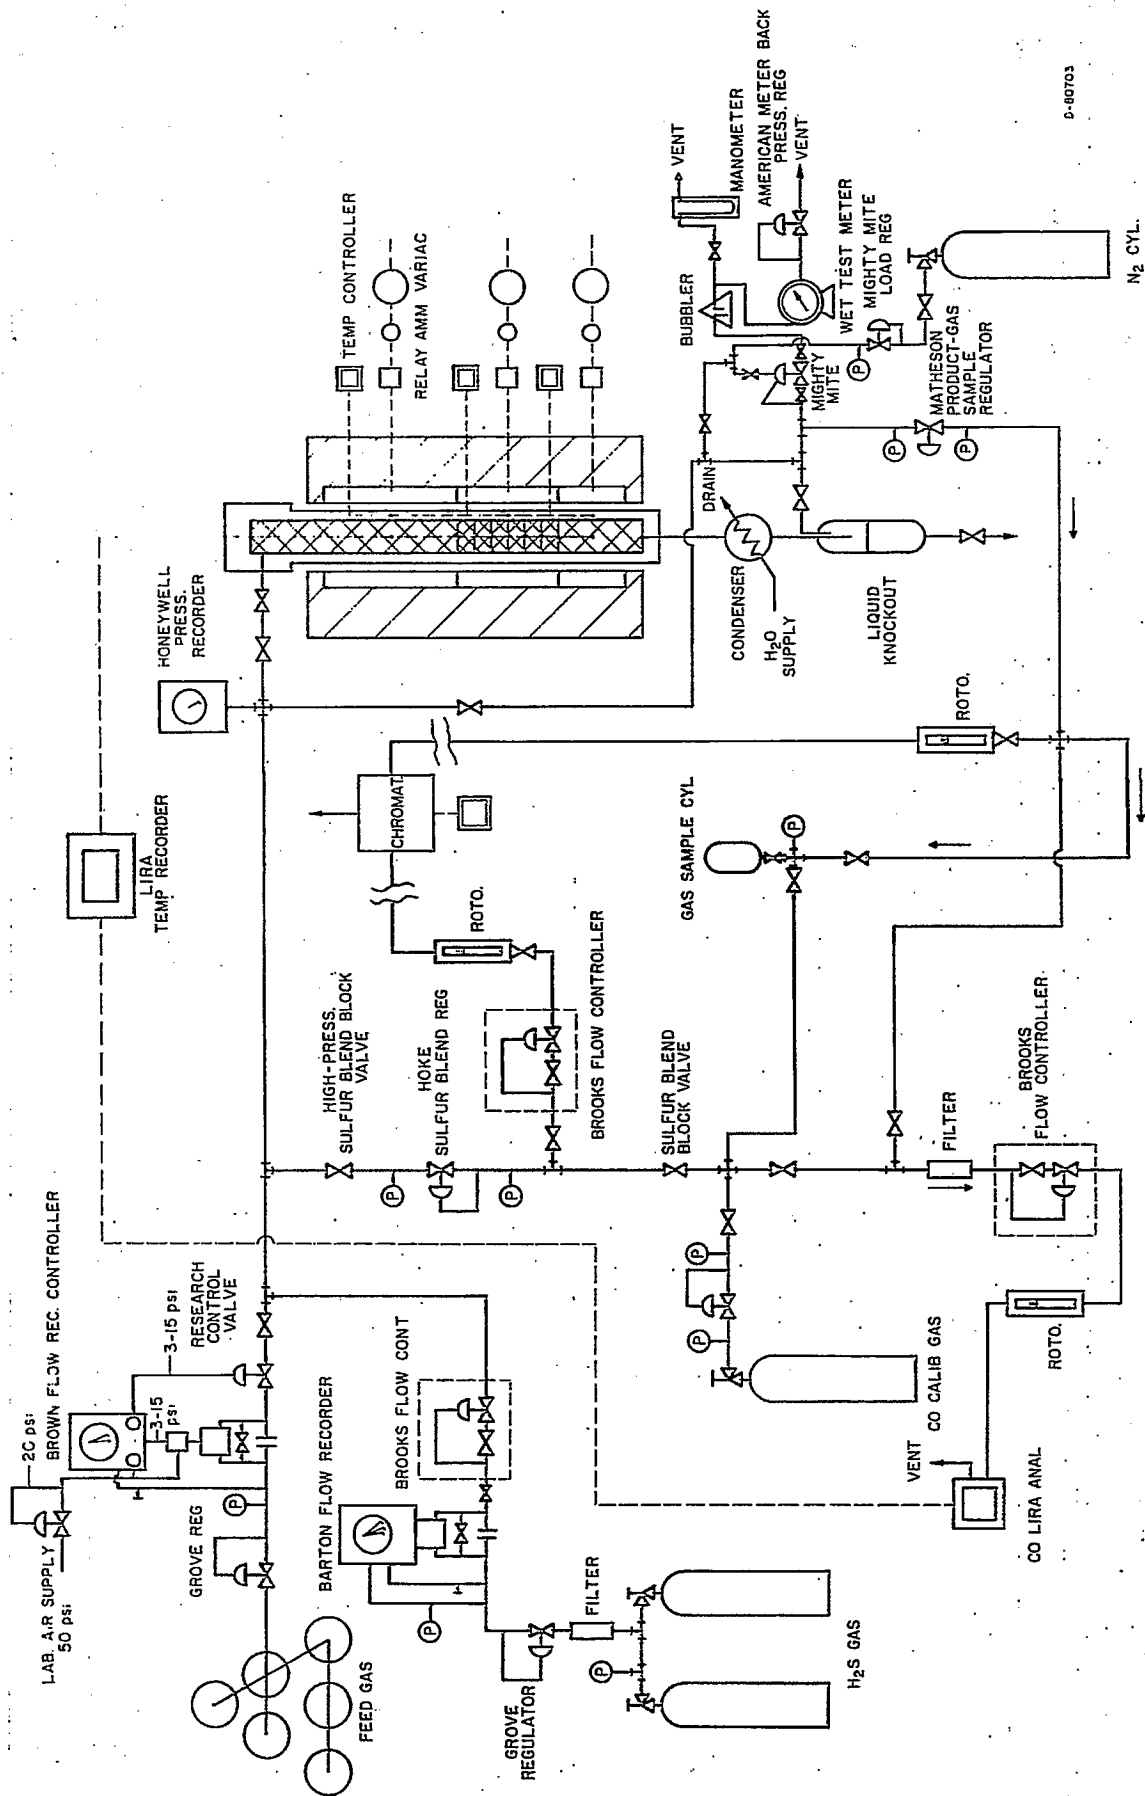 LAB. AIR SUPPLY
50 psi
2C psi
BROWN FLOW REC. CONTROLLER
3-15
psi
3-15 psi
RESEARCH
CONTROL
VALVE
GROVE REG
FEED GAS
BARTON FLOW RECORDER
BROOKS FLOW CONT
GROVE
REGULATOR
FILTER
H₂S GAS
P
P
P
LIRA
TEMP RECORDER
HONEYWELL
PRESS.
RECORDER
HIGH-PRESS.
SULFUR BLEND BLOCK
VALVE
HOKE
SULFUR BLEND REG
P
P
ROTO.
CHROMAT.
BROOKS FLOW CONTROLLER
SULFUR BLEND
BLOCK VALVE
GAS SAMPLE CYL
P
P
P
CO CALIB GAS
FILTER
BROOKS
FLOW CONTROLLER
ROTO.
VENT
CO LIRA ANAL
TEMP CONTROLLER
RELAY AMM VARIAC
DRAIN
CONDENSER
H₂O
SUPPLY
LIQUID
KNOCKOUT
ROTO.
BUBBLER
VENT
MANOMETER
AMERICAN METER BACK
PRESS. REG
VENT
WET TEST METER
MIGHTY MITE
LOAD REG
MIGHTY
MITE
P
P
P
MATHESON
PRODUCT-GAS
SAMPLE
REGULATOR
N₂ CYL.
D-80703